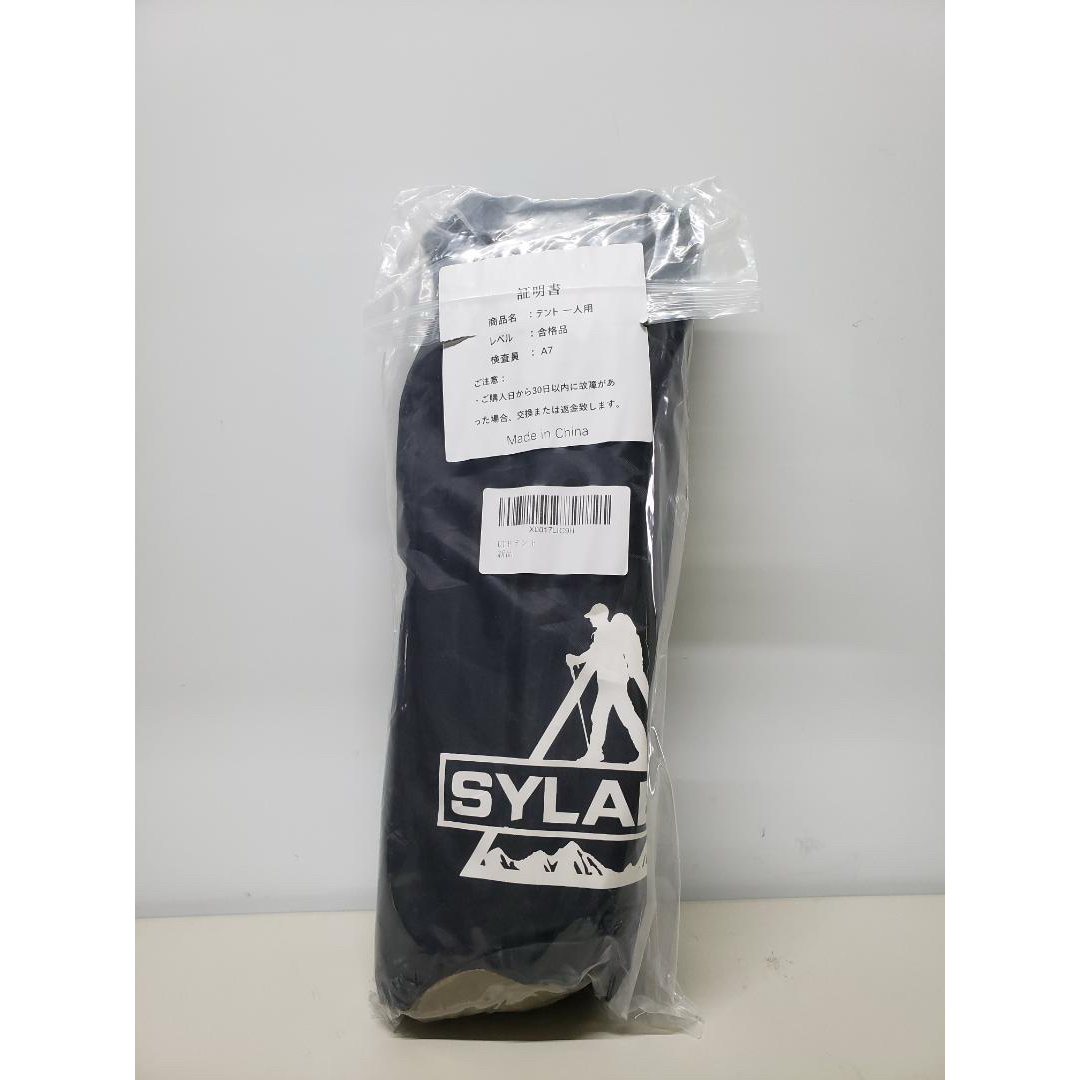 証明書
商品名 ：テント 一人用
レベル ：合格品
検査員 ： A7
ご注意：
・ご購入日から30日以内に故障があ
った場合、交換または返金致します。
Made in China
新品
SYLA